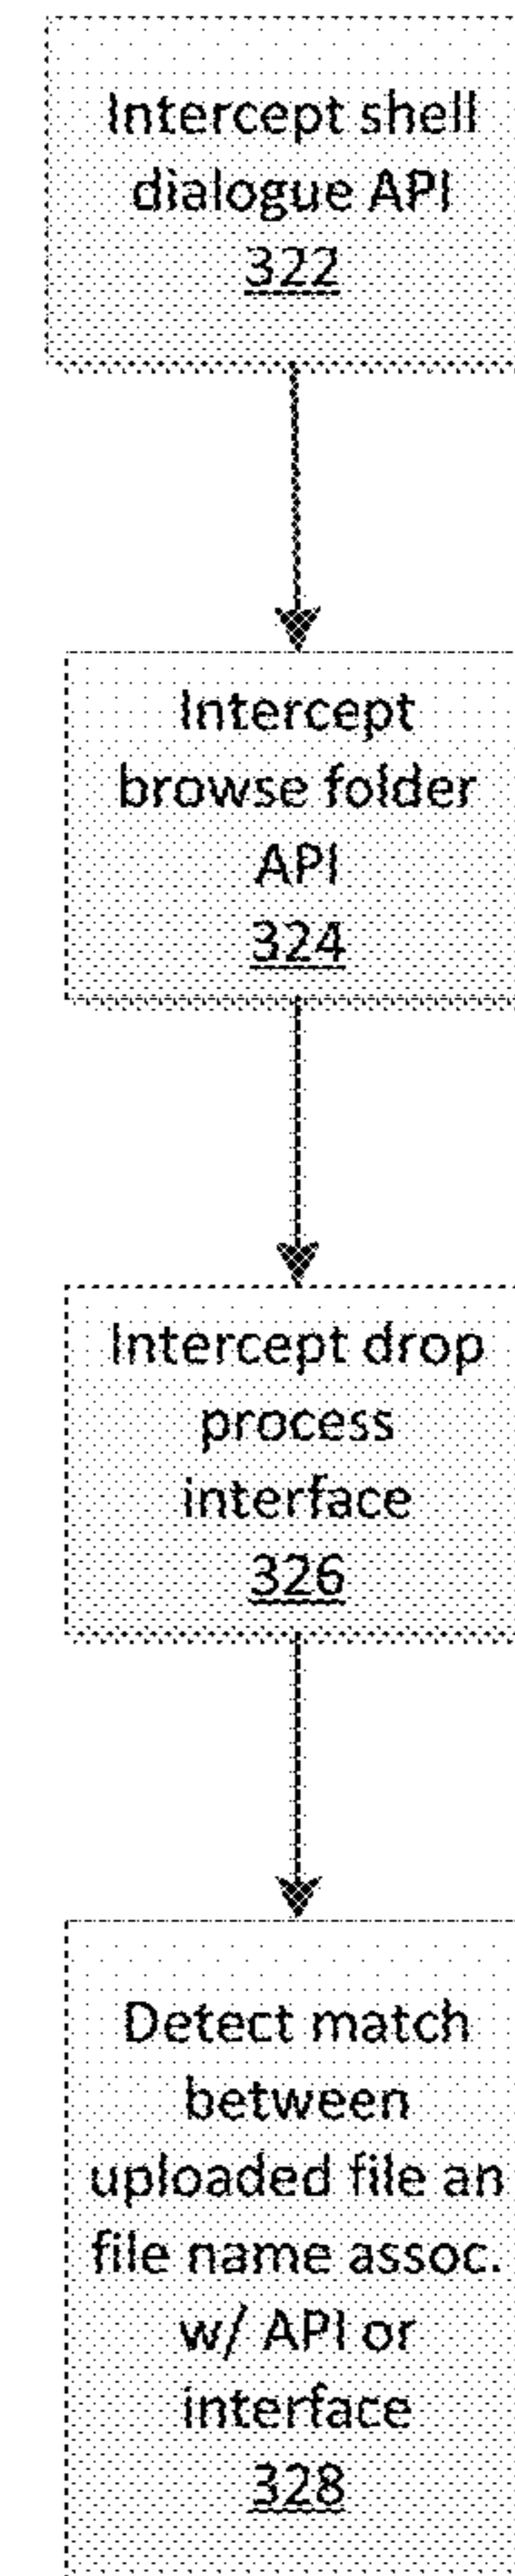 Intercept shell
dialogue API
322
Intercept
browse folder
API
324
Intercept drop
process
interface
326
Detect match
between
uploaded file an
file name assoc.
w/ API or
interface
328